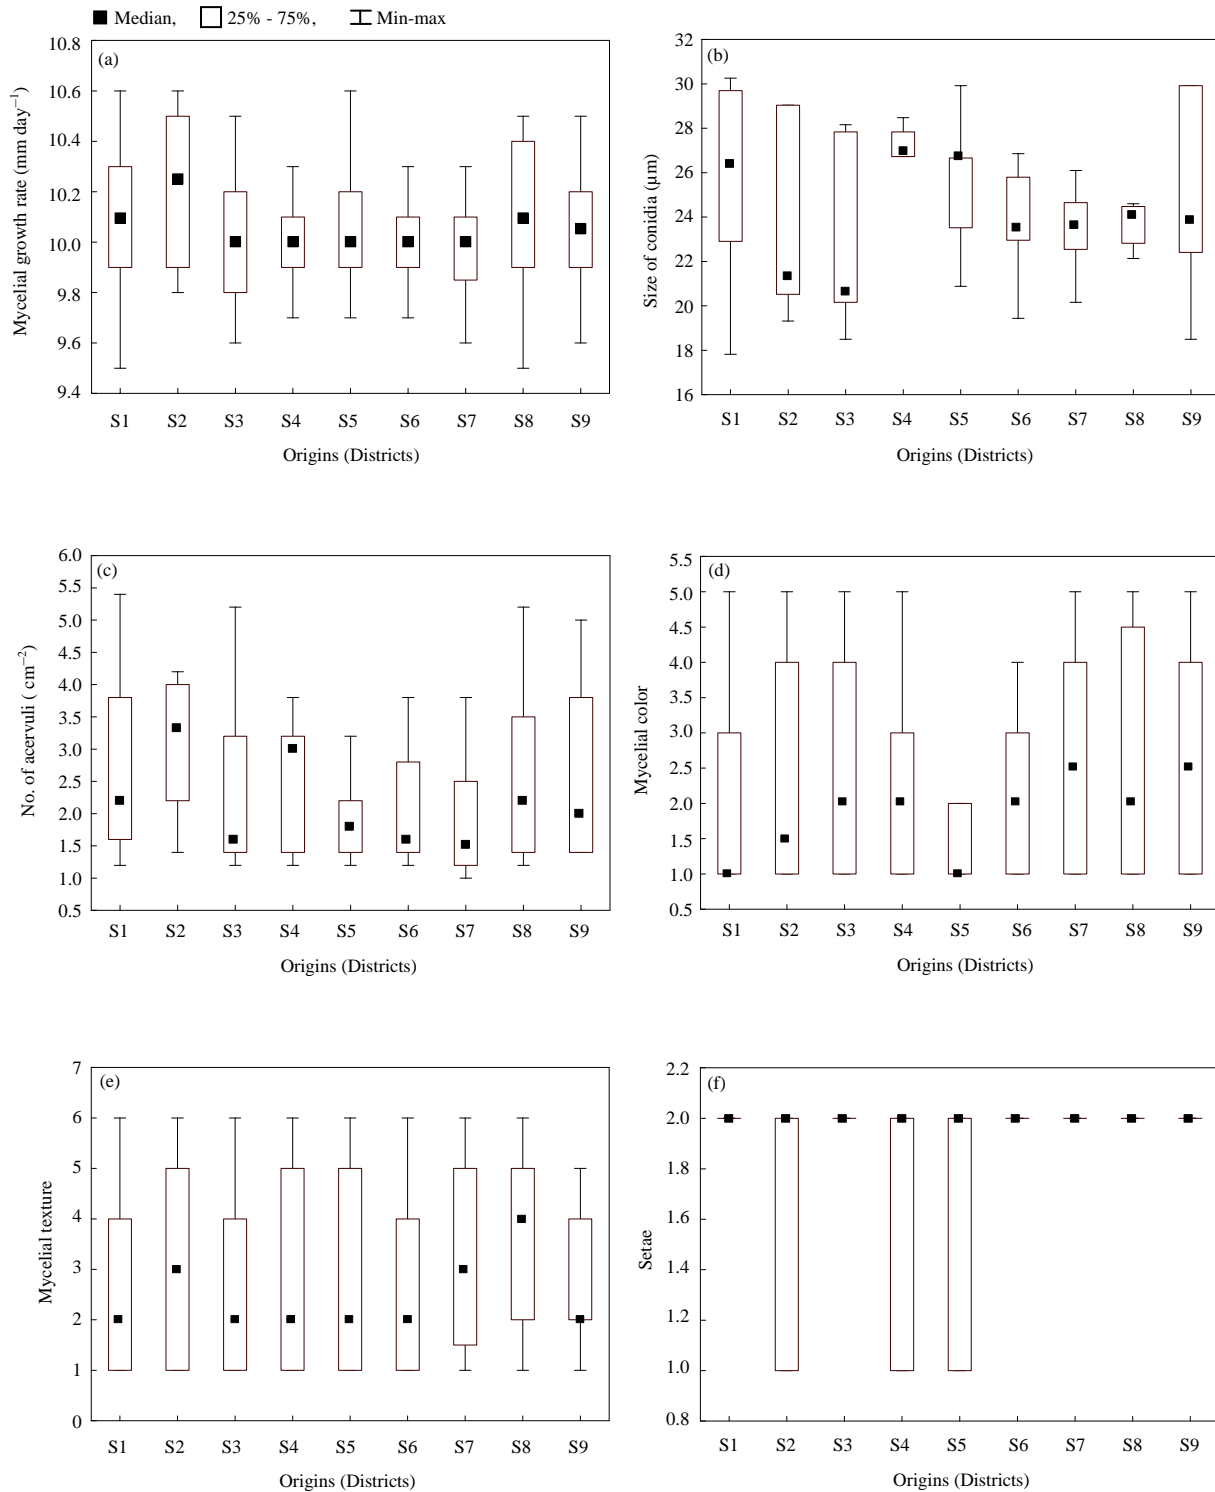 Median, 25% - 75%, Min-max
(a)
Mycelial growth rate (mm day⁻¹)
10.8
10.6
10.4
10.2
10.0
9.8
9.6
9.4
S1 S2 S3 S4 S5 S6 S7 S8 S9
Origins (Districts)
(b)
Size of conidia (µm)
32
30
28
26
24
22
20
18
16
S1 S2 S3 S4 S5 S6 S7 S8 S9
Origins (Districts)
(c)
No. of acervuli ( cm⁻²)
6.0
5.5
5.0
4.5
4.0
3.5
3.0
2.5
2.0
1.5
1.0
0.5
S1 S2 S3 S4 S5 S6 S7 S8 S9
Origins (Districts)
(d)
Mycelial color
5.5
5.0
4.5
4.0
3.5
3.0
2.5
2.0
1.5
1.0
0.5
S1 S2 S3 S4 S5 S6 S7 S8 S9
Origins (Districts)
(e)
Mycelial texture
7
6
5
4
3
2
1
0
S1 S2 S3 S4 S5 S6 S7 S8 S9
Origins (Districts)
(f)
Setae
2.2
2.0
1.8
1.6
1.4
1.2
1.0
0.8
S1 S2 S3 S4 S5 S6 S7 S8 S9
Origins (Districts)